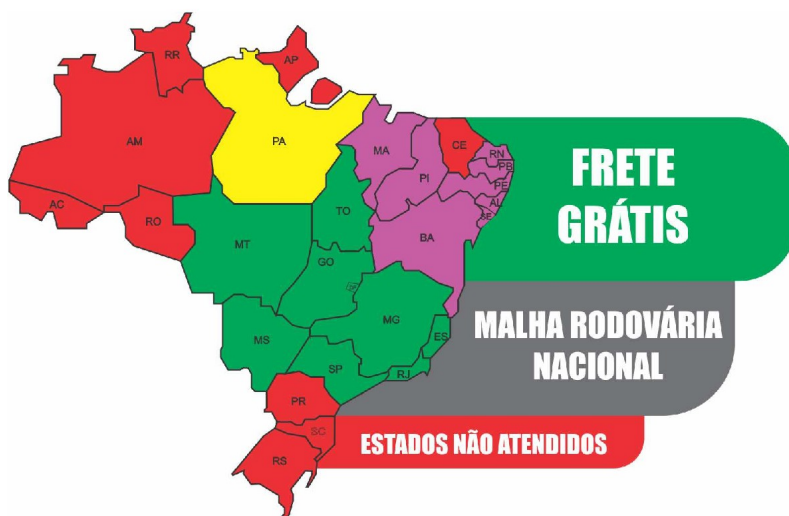 RR
AP
AM
PA
MA
CE
RN
PB
PI
PE
AL
SE
AC
RO
TO
BA
MT
GO
DF
MG
ES
MS
SP
RJ
PR
SC
RS
FRETE
GRÁTIS
MALHA RODOVÁRIA
NACIONAL
ESTADOS NÃO ATENDIDOS